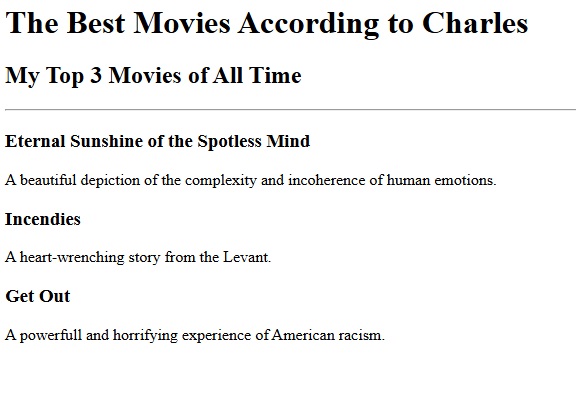 The Best Movies According to Charles
My Top 3 Movies of All Time
Eternal Sunshine of the Spotless Mind
A beautiful depiction of the complexity and incoherence of human emotions.
Incendies
A heart-wrenching story from the Levant.
Get Out
A powerfull and horrifying experience of American racism.